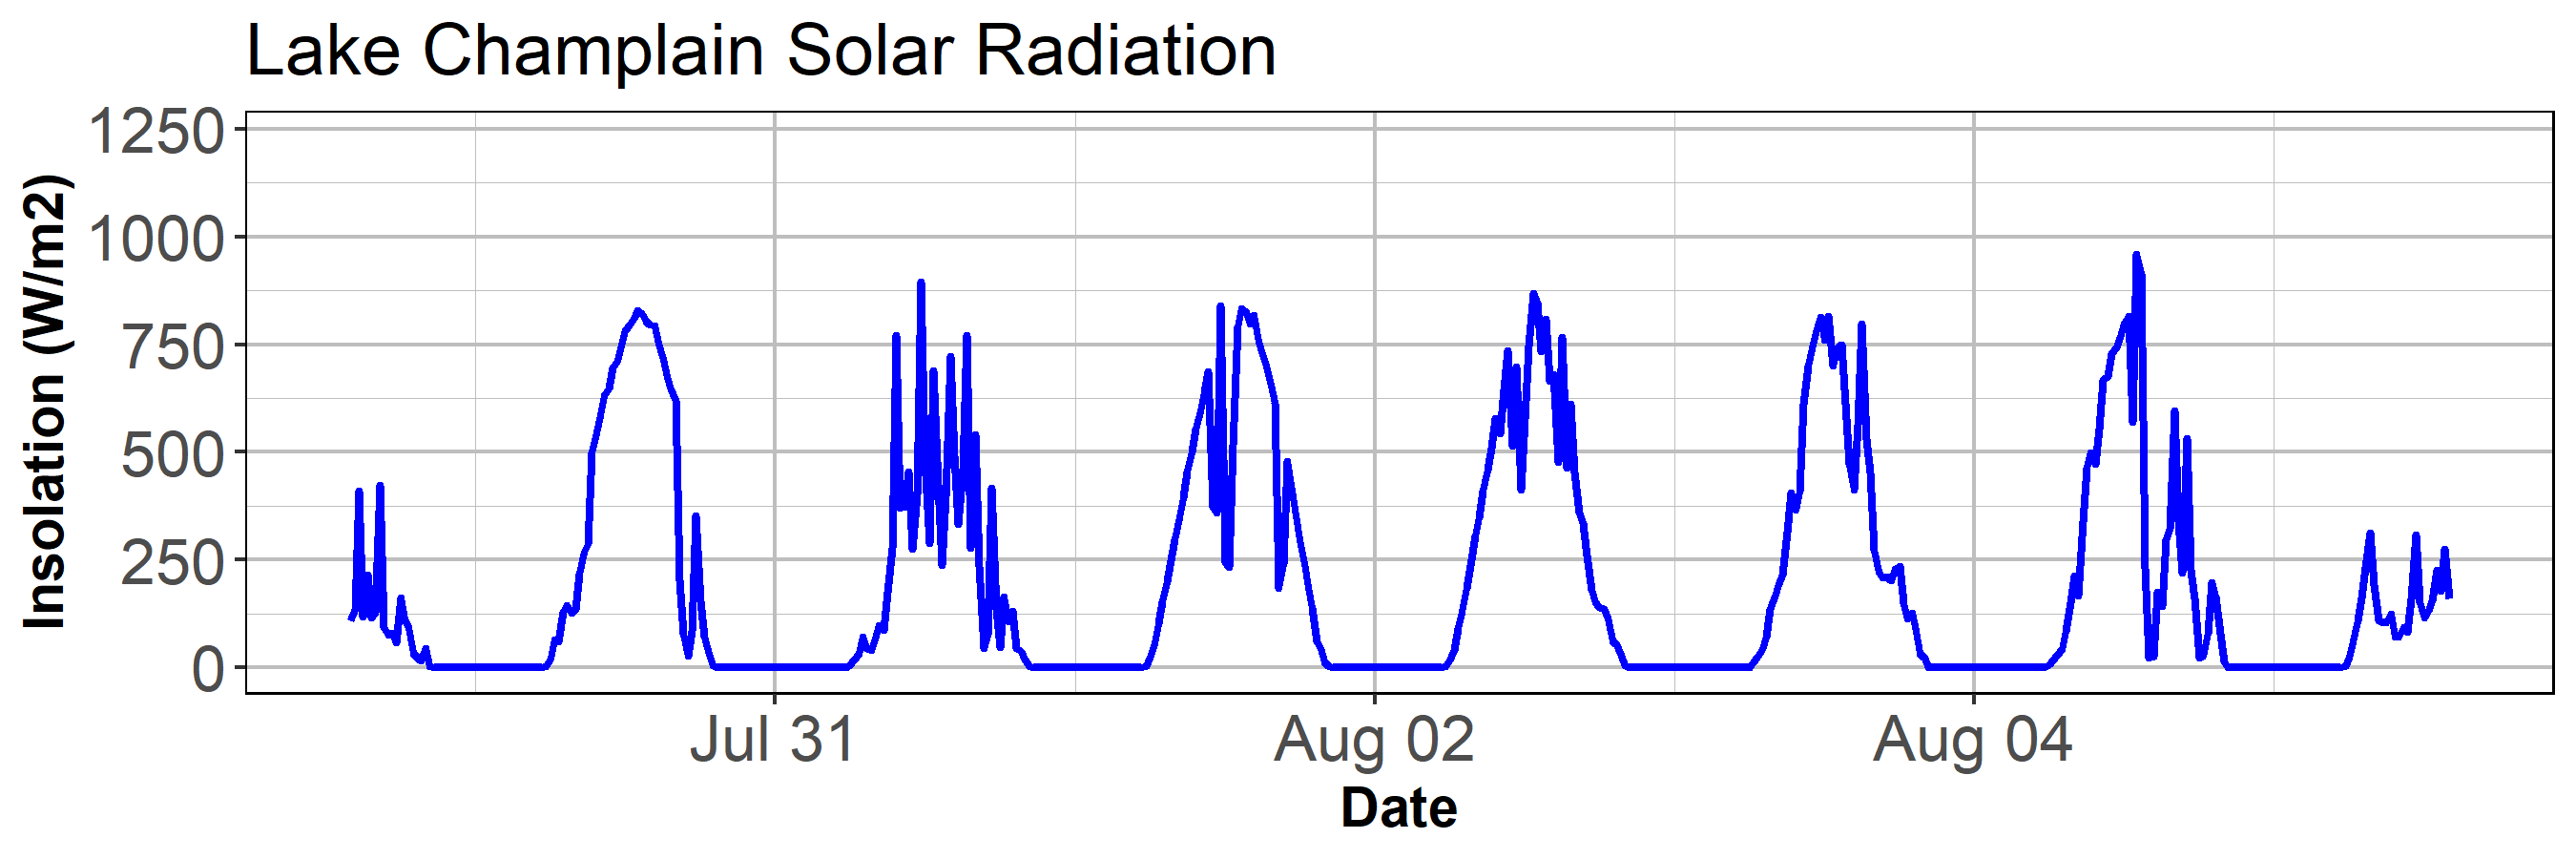 Lake Champlain Solar Radiation
Insolation (W/m2)
1250
1000
750
500
250
0
Jul 31 Aug 02 Aug 04
Date